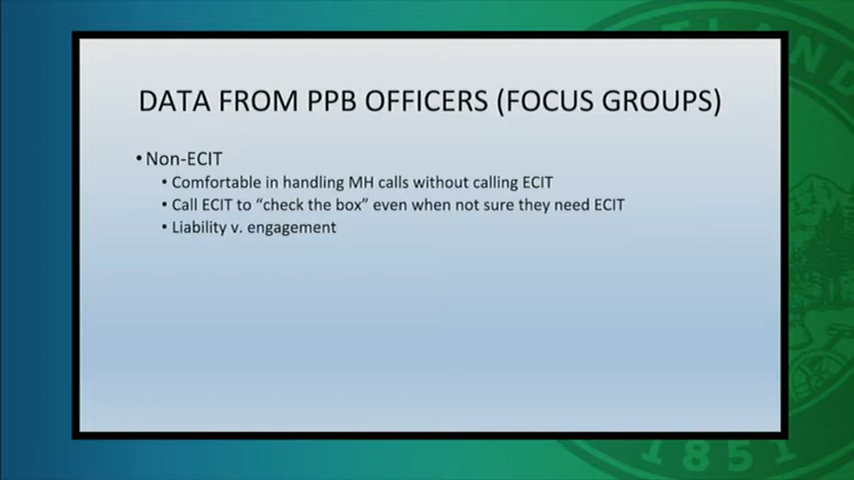 DATA FROM PPB OFFICERS (FOCUS GROUPS)
• Non-ECIT
• Comfortable in handling MH calls without calling ECIT
• Call ECIT to “check the box” even when not sure they need ECIT
• Liability v. engagement
1851